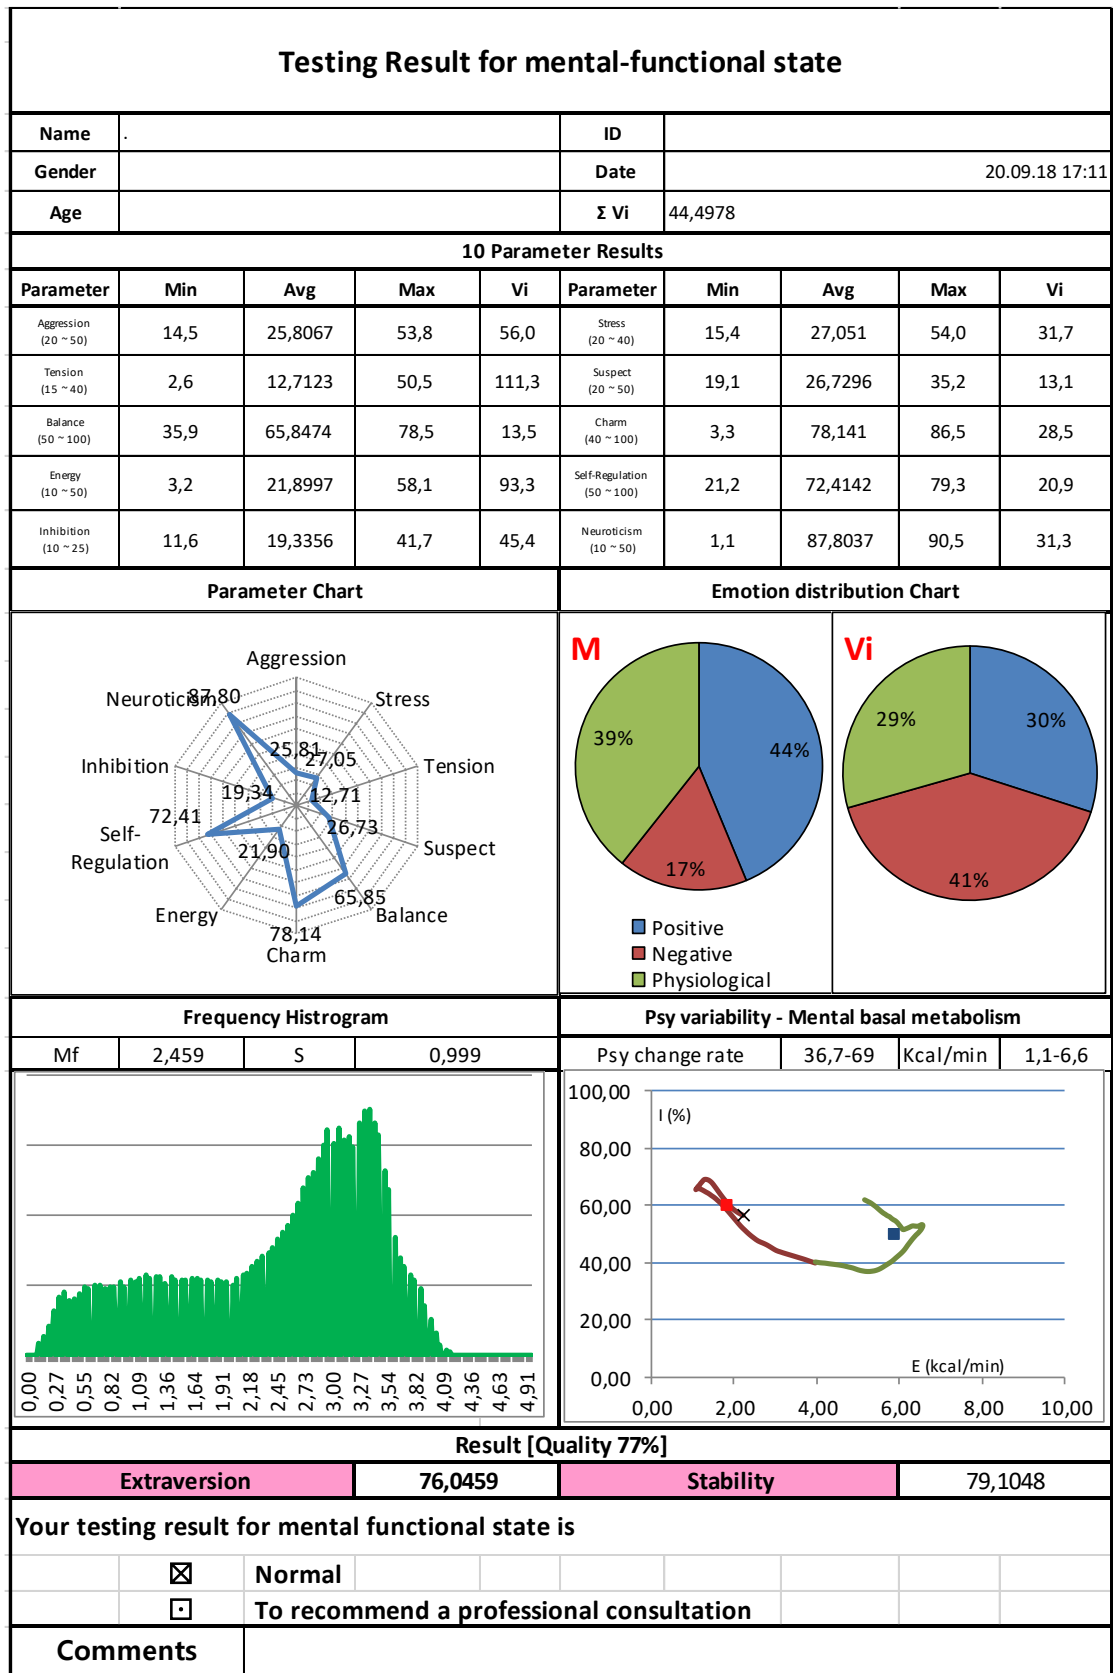 Testing Result for mental-functional state
Name . ID
Gender Date 20.09.18 17:11
Age Σ Vi 44,4978
10 Parameter Results
Parameter Min Avg Max Vi Parameter Min Avg Max Vi
Aggression (20 ~ 50) 14,5 25,8067 53,8 56,0 Stress (20 ~ 40) 15,4 27,051 54,0 31,7
Tension (15 ~ 40) 2,6 12,7123 50,5 111,3 Suspect (20 ~ 50) 19,1 26,7296 35,2 13,1
Balance (50 ~ 100) 35,9 65,8474 78,5 13,5 Charm (40 ~ 100) 3,3 78,141 86,5 28,5
Energy (10 ~ 50) 3,2 21,8997 58,1 93,3 Self-Regulation (50 ~ 100) 21,2 72,4142 79,3 20,9
Inhibition (10 ~ 25) 11,6 19,3356 41,7 45,4 Neuroticism (10 ~ 50) 1,1 87,8037 90,5 31,3
Parameter Chart
Aggression
Neuroticism 87,80 Stress
25,81 27,05
Inhibition Tension
19,34 12,71
72,41 26,73
Self-Regulation Suspect
21,90
65,85
Energy Balance
78,14
Charm
Emotion distribution Chart
M
39%
44%
17%
Positive
Negative
Physiological
Vi
29%
30%
41%
Frequency Histrogram
Mf 2,459 S 0,999
0,00 0,27 0,55 0,82 1,09 1,36 1,64 1,91 2,18 2,45 2,73 3,00 3,27 3,54 3,82 4,09 4,36 4,63 4,91
Psy variability - Mental basal metabolism
Psy change rate 36,7-69 Kcal/min 1,1-6,6
100,00
I (%)
80,00
60,00
40,00
20,00
E (kcal/min)
0,00
0,00 2,00 4,00 6,00 8,00 10,00
Result [Quality 77%]
Extraversion 76,0459 Stability 79,1048
Your testing result for mental functional state is
Normal
To recommend a professional consultation
Comments